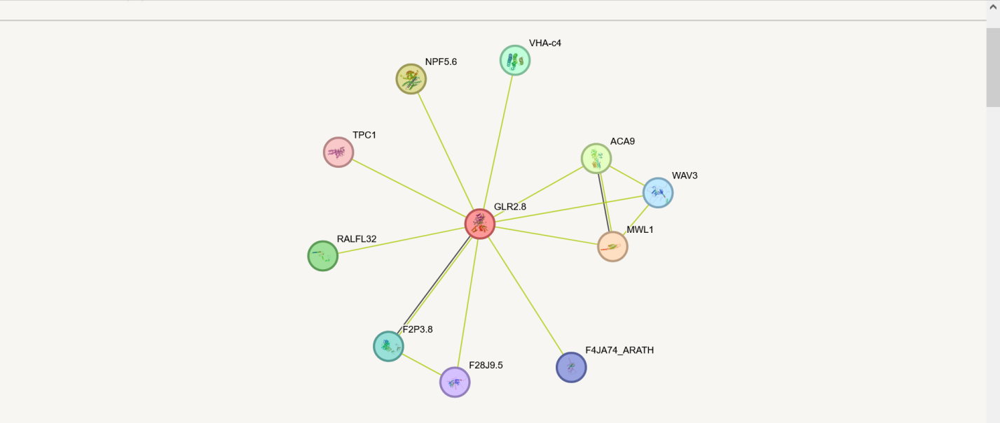 VHA-c4
NPF5.6
TPC1
ACA9
WAV3
GLR2.8
MWL1
RALFL32
F2P3.8
F4JA74_ARATH
F28J9.5